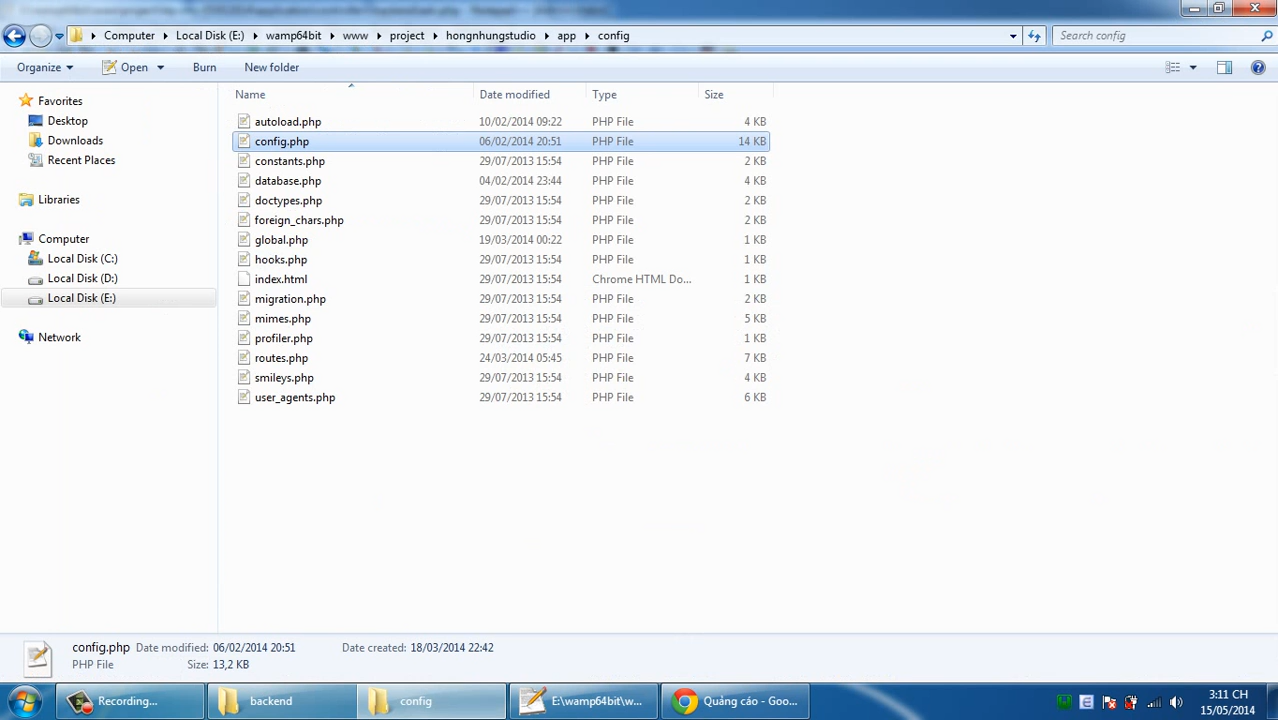 Computer Local Disk (E:) wamp64bit www project hongnhungstudio app config Search config
Organize Open Burn New folder
Favorites
Desktop
Downloads
Recent Places
Libraries
Computer
Local Disk (C:)
Local Disk (D:)
Local Disk (E:)
Network
Name Date modified Type Size
autoload.php 10/02/2014 09:22 PHP File 4 KB
config.php 06/02/2014 20:51 PHP File 14 KB
constants.php 29/07/2013 15:54 PHP File 2 KB
database.php 04/02/2014 23:44 PHP File 4 KB
doctypes.php 29/07/2013 15:54 PHP File 2 KB
foreign_chars.php 29/07/2013 15:54 PHP File 2 KB
global.php 19/03/2014 00:22 PHP File 1 KB
hooks.php 29/07/2013 15:54 PHP File 1 KB
index.html 29/07/2013 15:54 Chrome HTML Do... 1 KB
migration.php 29/07/2013 15:54 PHP File 2 KB
mimes.php 29/07/2013 15:54 PHP File 5 KB
profiler.php 29/07/2013 15:54 PHP File 1 KB
routes.php 24/03/2014 05:45 PHP File 7 KB
smileys.php 29/07/2013 15:54 PHP File 4 KB
user_agents.php 29/07/2013 15:54 PHP File 6 KB
config.php Date modified: 06/02/2014 20:51 Date created: 18/03/2014 22:42
PHP File Size: 13,2 KB
Recording... backend config E:\wamp64bit\w... Quảng cáo - Goo... 3:11 CH
15/05/2014